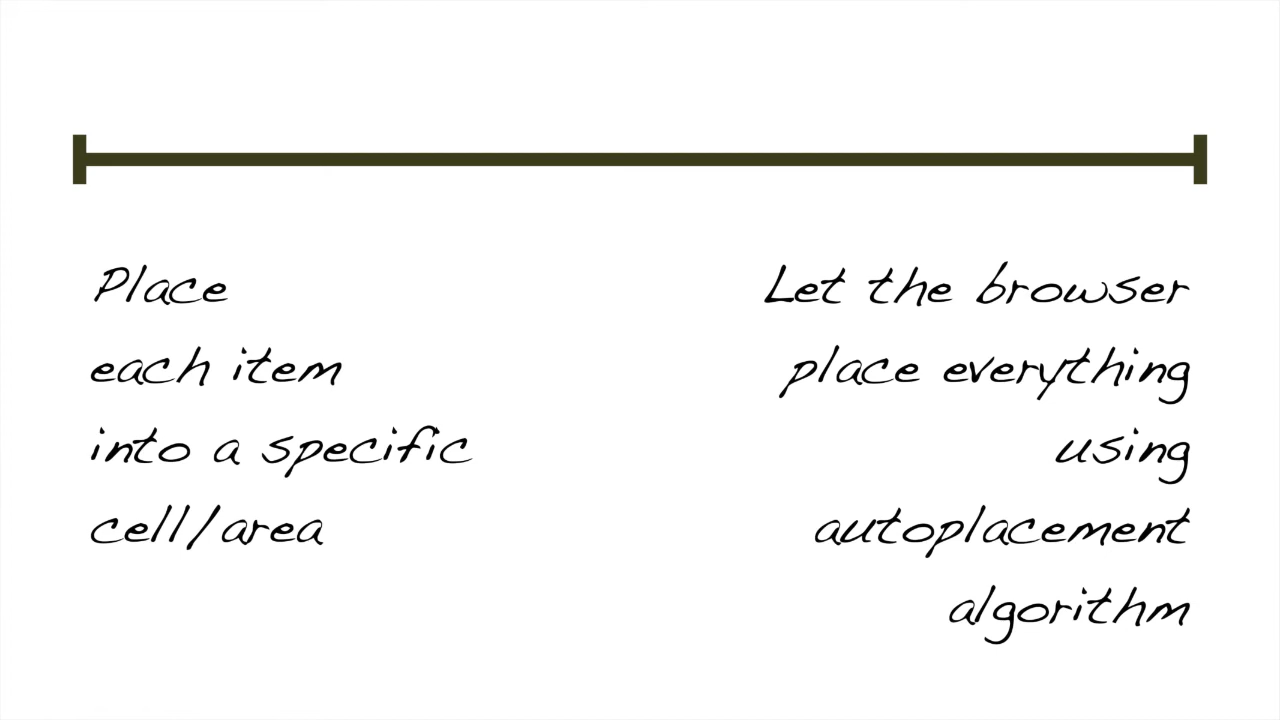 Place
each item
into a specific
cell/area
Let the browser
place everything
using
autoplacement
algorithm